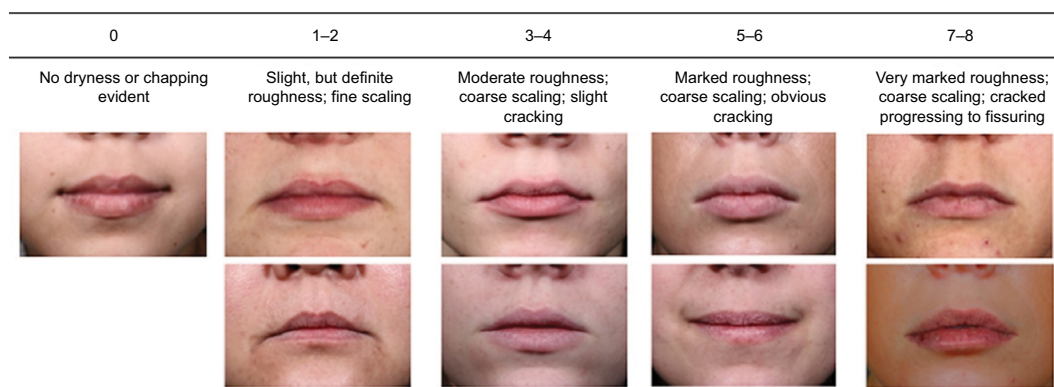 0
1–2
3–4
5–6
7–8
No dryness or chapping
evident
Slight, but definite
roughness; fine scaling
Moderate roughness;
coarse scaling; slight
cracking
Marked roughness;
coarse scaling; obvious
cracking
Very marked roughness;
coarse scaling; cracked
progressing to fissuring